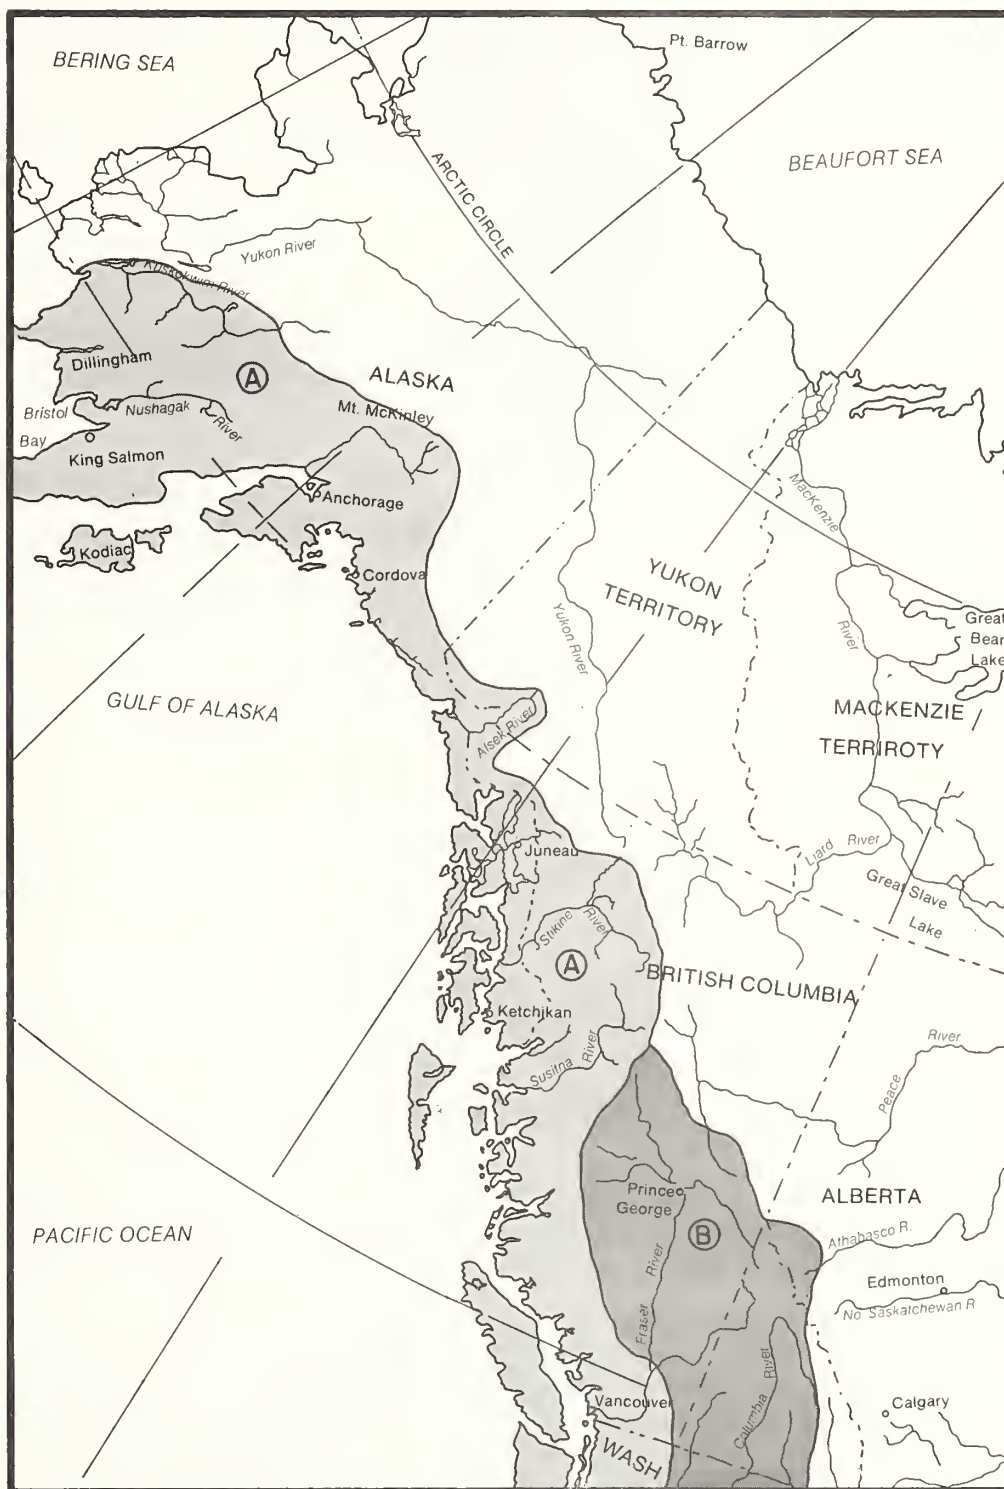 BERING SEA
Pt. Barrow
BEAUFORT SEA
ARCTIC CIRCLE
Yukon River
Kuskokwim River
Dillingham
A
ALASKA
Mt. McKinley
Bristol
Bay
Nushagak
River
King Salmon
Anchorage
Kodiac
Cordova
MacKenzie
River
YUKON
TERRITORY
Yukon River
Great
Bear
Lake
GULF OF ALASKA
Alsek River
MACKENZIE
TERRIROTY
Juneau
Liard River
Great Slave
Lake
Stikine
River
A
BRITISH COLUMBIA
Ketchikan
Susitna
River
Peace
River
Prince
George
ALBERTA
B
PACIFIC OCEAN
Athabasco R.
Fraser
River
Edmonton
No Saskatchewan R
Columbia
River
Vancouver
Calgary
WASH